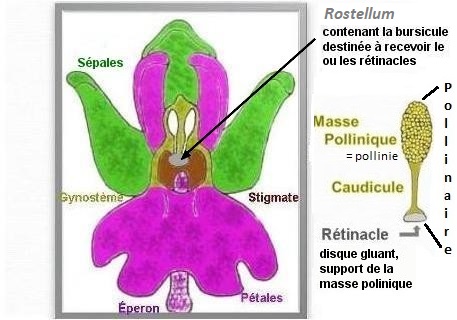 Rostellum
contenant la bursicule
destinée à recevoir le
ou les rétinacles
Sépales
Gynostème
Stigmate
Éperon
Pétales
Masse
Pollinique
= pollinie
Caudicule
Rétinacle
disque gluant,
support de la
masse polinique
Pollinaire